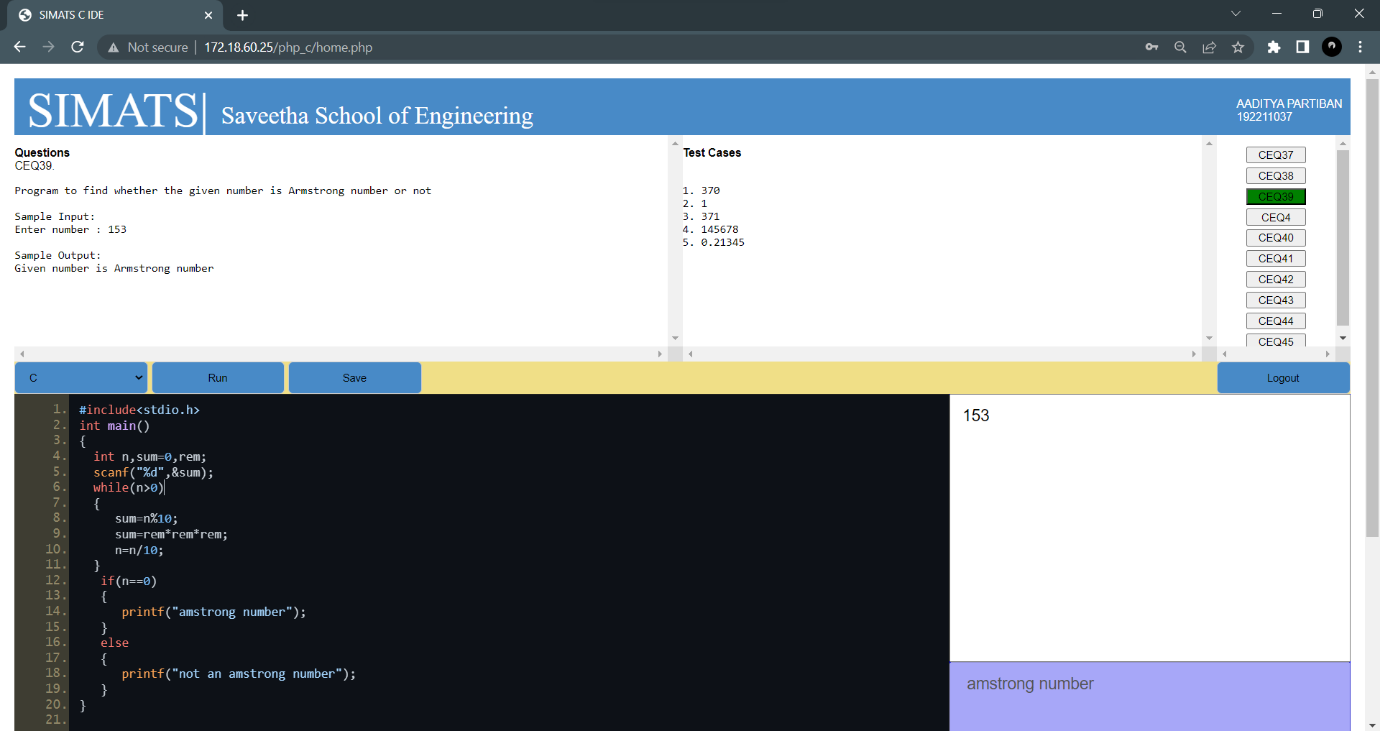 SIMATS C IDE
Not secure | 172.18.60.25/php_c/home.php
SIMATS| Saveetha School of Engineering
AADITYA PARTIBAN
192211037
Questions
CEQ39.
Program to find whether the given number is Armstrong number or not
Sample Input:
Enter number : 153
Sample Output:
Given number is Armstrong number
Test Cases
1. 370
2. 1
3. 371
4. 145678
5. 0.21345
CEQ37
CEQ38
CEQ39
CEQ4
CEQ40
CEQ41
CEQ42
CEQ43
CEQ44
CEQ45
C
Run
Save
Logout
1. #include<stdio.h>
2. int main()
3. {
4. int n,sum=0,rem;
5. scanf("%d",&sum);
6. while(n>0)
7. {
8. sum=n%10;
9. sum=rem*rem*rem;
10. n=n/10;
11. }
12. if(n==0)
13. {
14. printf("amstrong number");
15. }
16. else
17. {
18. printf("not an amstrong number");
19. }
20. }
21.
153
amstrong number